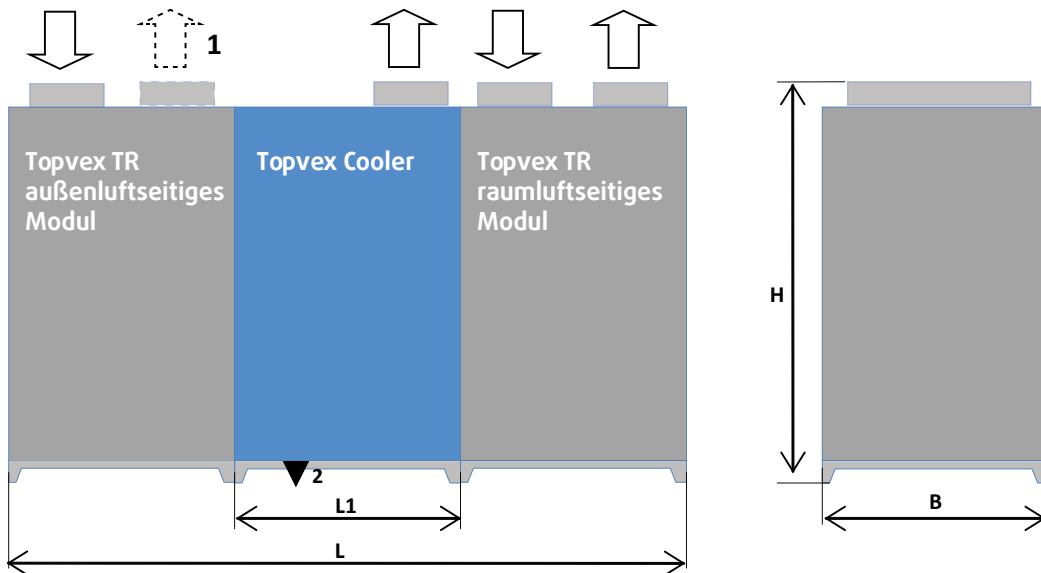 1
Topvex TR
außenluftseitiges
Modul
Topvex Cooler
Topvex TR
raumluftseitiges
Modul
H
2
L1
B
L